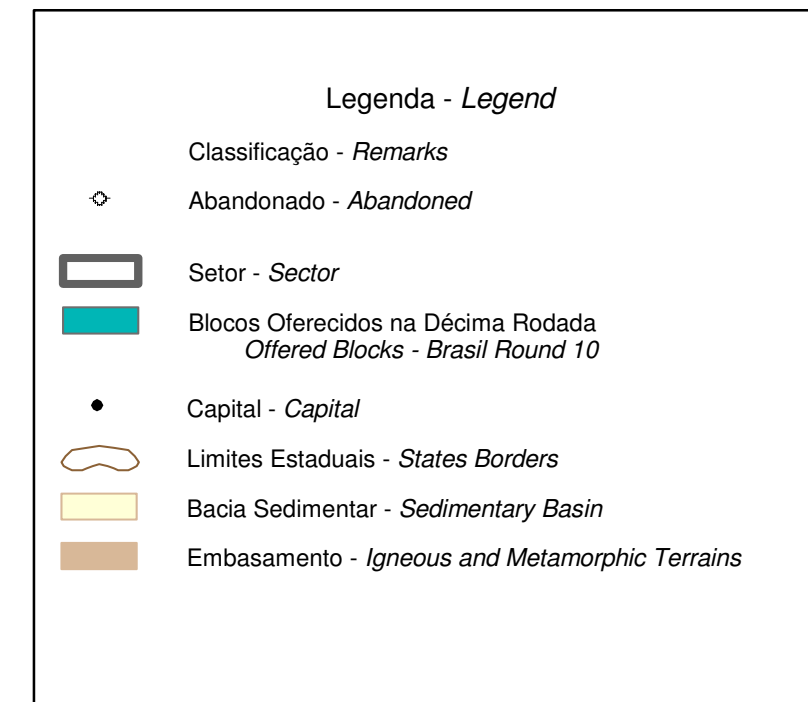 Legenda - Legend
Classificação - Remarks
Abandonado - Abandoned
Setor - Sector
Blocos Oferecidos na Décima Rodada
Offered Blocks - Brasil Round 10
Capital - Capital
Limites Estaduais - States Borders
Bacia Sedimentar - Sedimentary Basin
Embasamento - Igneous and Metamorphic Terrains